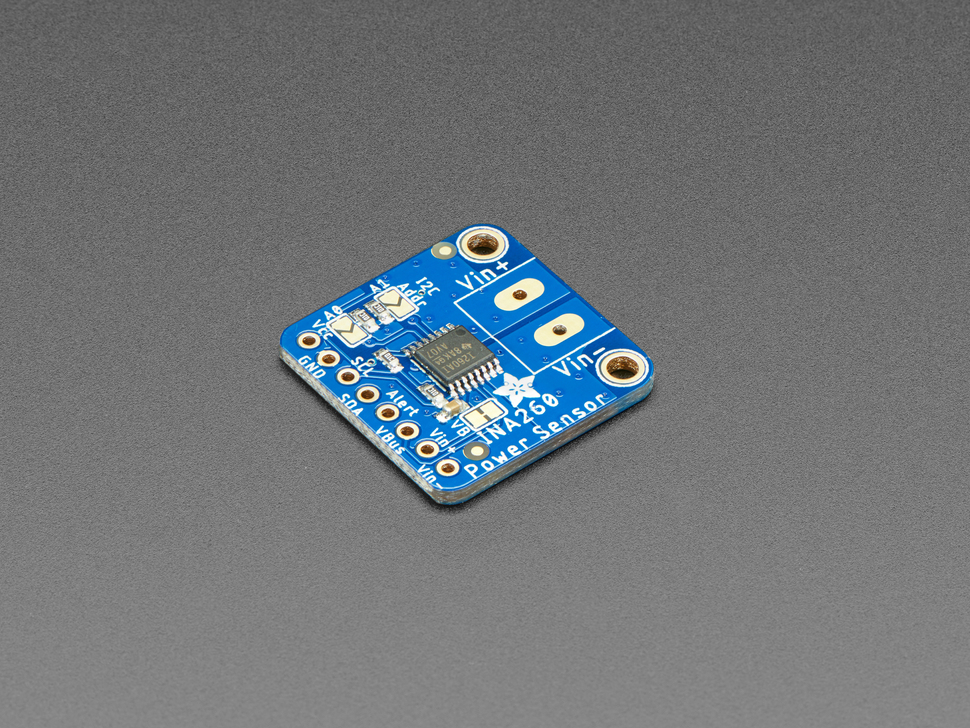 Vin+
Vin-
I2C
Addr
A1
A0
VCC
GND
SCL
SDA
Alert
VBus
Vin+
Vin-
VB
INA260
Power Sensor